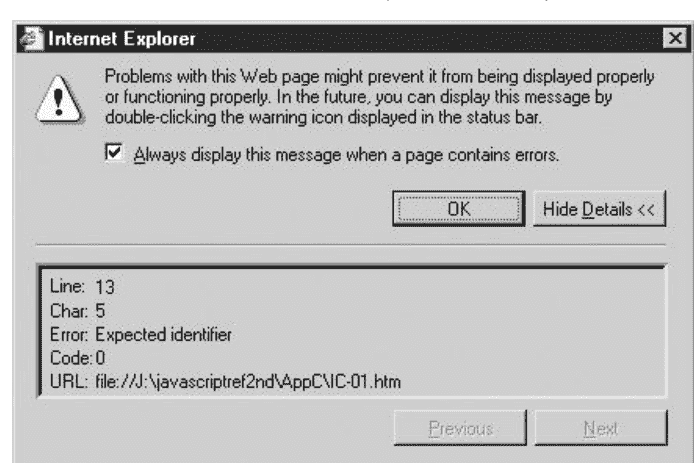 Internet Explorer
Problems with this Web page might prevent it from being displayed properly
or functioning properly. In the future, you can display this message by
double-clicking the warning icon displayed in the status bar.
Always display this message when a page contains errors.
OK
Hide Details <<
Line: 13
Char: 5
Error: Expected identifier
Code: 0
URL: file://J:\javascriptref2nd\AppC\IC-01.htm
Previous
Next